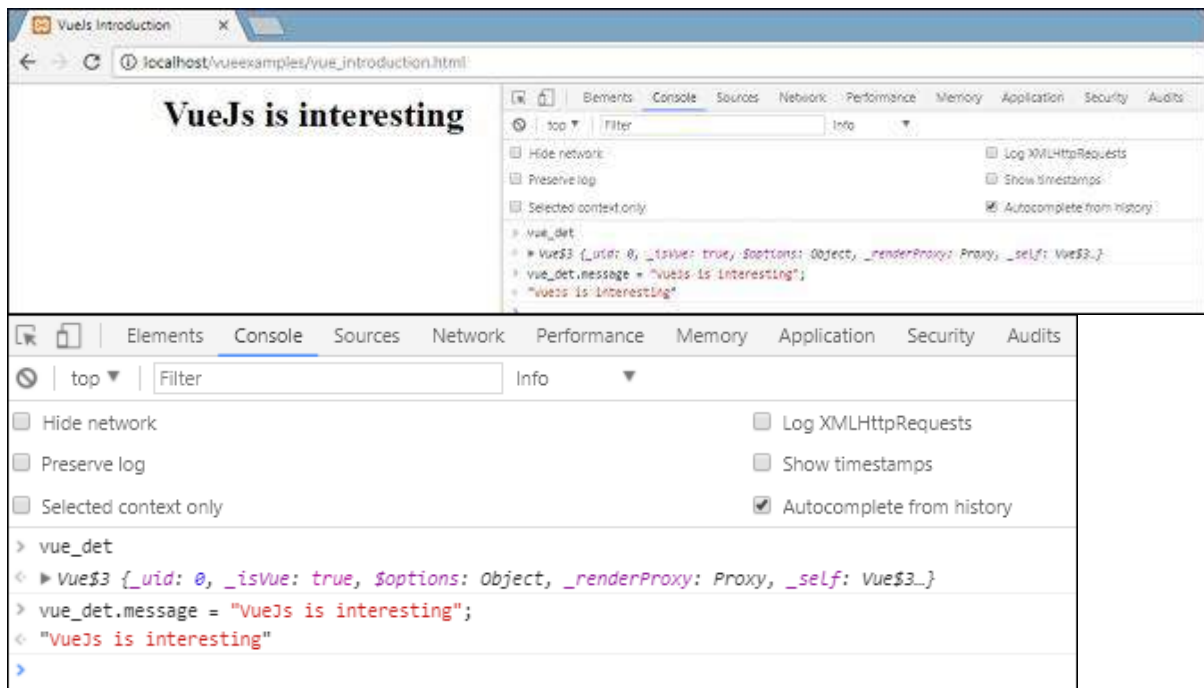 VueJs Introduction
localhost/vueexamples/vue_introduction.html
VueJs is interesting
Elements Console Sources Network Performance Memory Application Security Audits
top ▼ Filter Info ▼
Hide network Log XMLHttpRequests
Preserve log Show timestamps
Selected context only Autocomplete from history
> vue_det
▶ Vue$3 {_uid: 0, _isVue: true, $options: Object, _renderProxy: Proxy, _self: Vue$3…}
> vue_det.message = "VueJs is interesting";
"VueJs is interesting"
>
Elements Console Sources Network Performance Memory Application Security Audits
top ▼ Filter Info ▼
Hide network Log XMLHttpRequests
Preserve log Show timestamps
Selected context only Autocomplete from history
> vue_det
▶ Vue$3 {_uid: 0, _isVue: true, $options: Object, _renderProxy: Proxy, _self: Vue$3…}
> vue_det.message = "VueJs is interesting";
"VueJs is interesting"
>